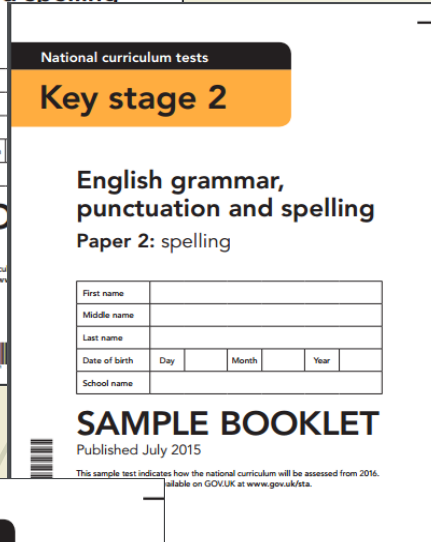 National curriculum tests
Key stage 2
English grammar,
punctuation and spelling
Paper 2: spelling
First name
Middle name
Last name
Date of birth Day Month Year
School name
SAMPLE BOOKLET
Published July 2015
This sample test indicates how the national curriculum will be assessed from 2016.
on GOV.UK at www.gov.uk/sta.